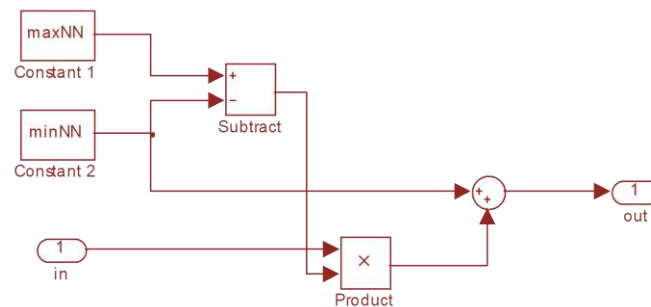 maxNN
Constant 1
+
−
Subtract
minNN
Constant 2
+
+
1
out
1
in
×
Product